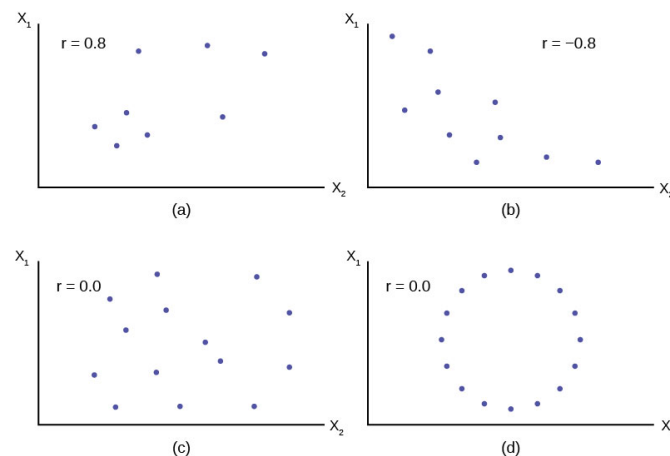 X1
r = 0.8
X2
(a)
X1
r = −0.8
X2
(b)
X1
r = 0.0
X2
(c)
X1
r = 0.0
X
(d)